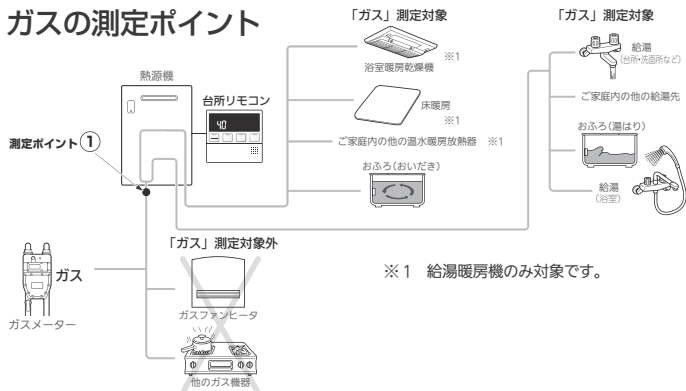 ガスの測定ポイント
「ガス」測定対象
「ガス」測定対象
※1
浴室暖房乾燥機
給湯
(台所・洗面所など)
熱源機
台所リモコン
40
床暖房
※1
ご家庭内の他の給湯先
測定ポイント①
ご家庭内の他の温水暖房放熱器 ※1
おふろ(湯はり)
おふろ(おいだき)
給湯
(浴室)
「ガス」測定対象外
ガス
※1 給湯暖房機のみ対象です。
ガスメーター
ガスファンヒータ
他のガス機器